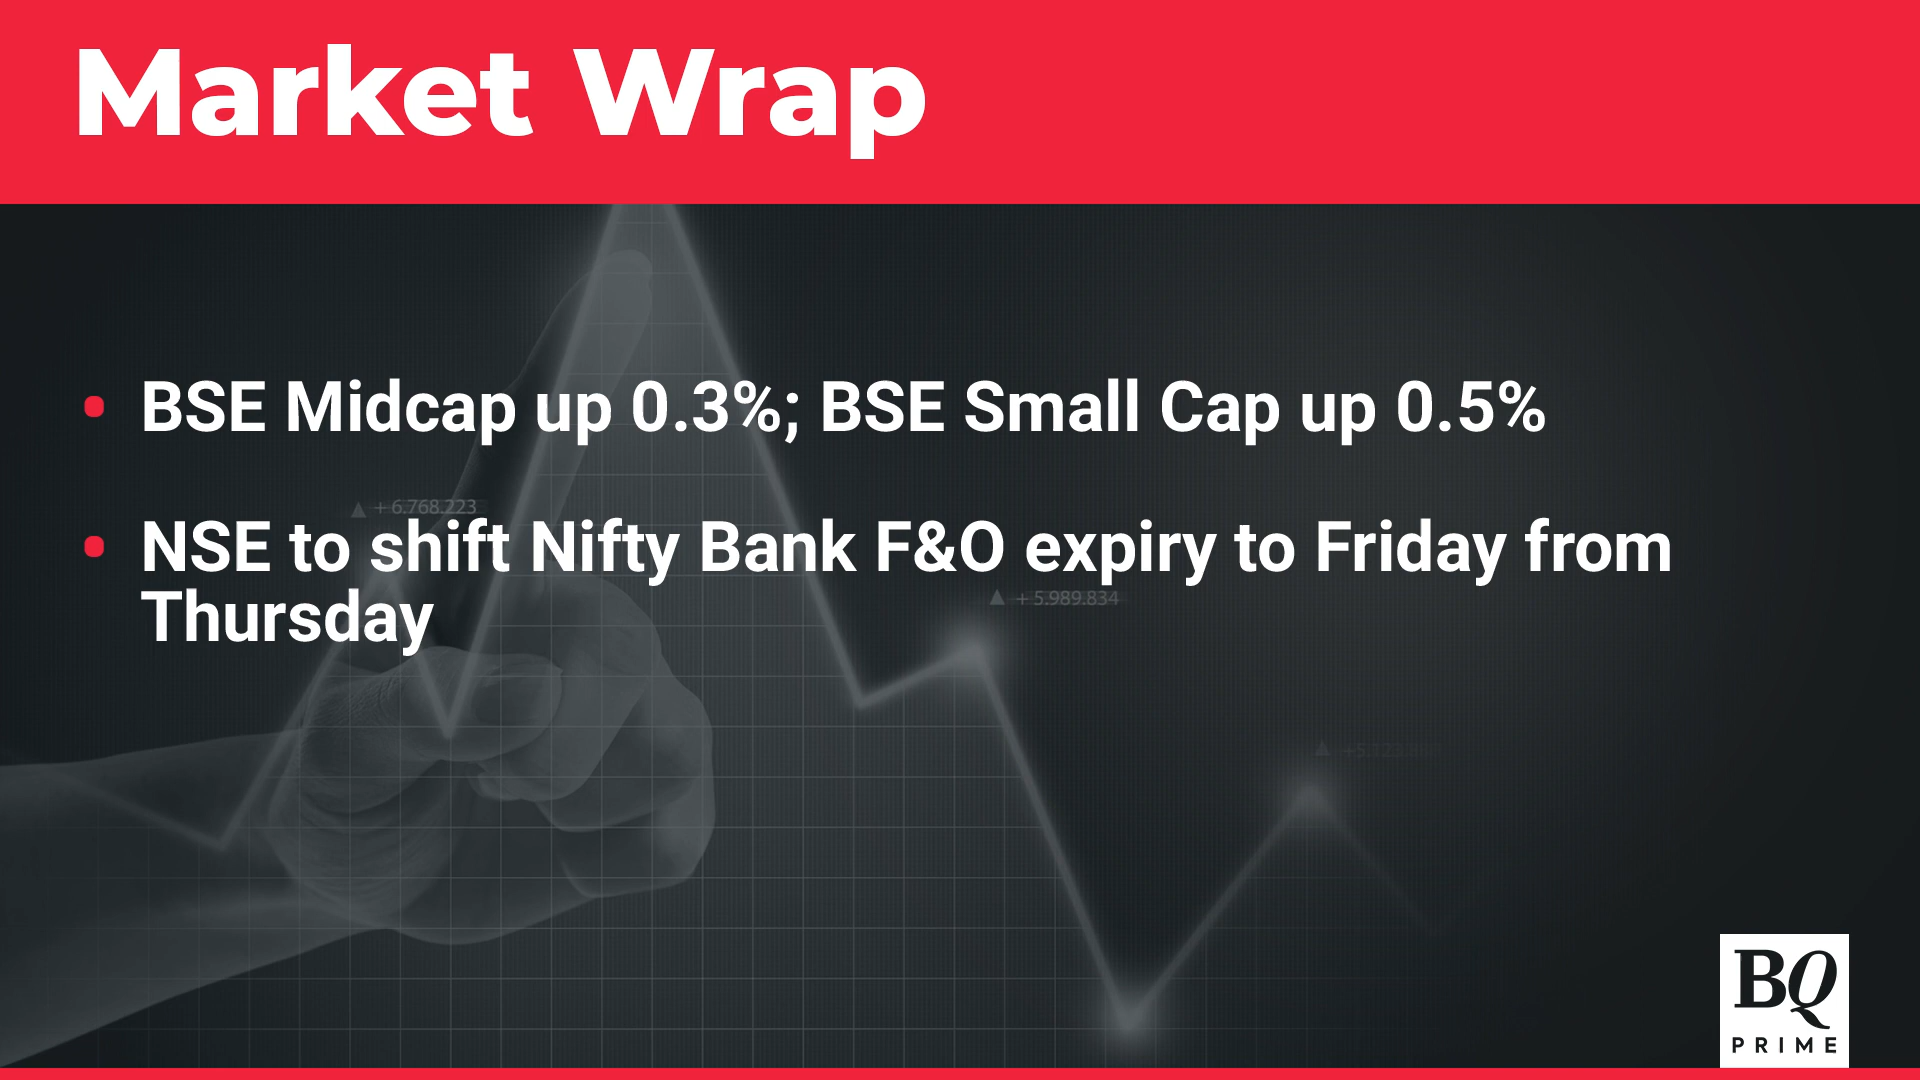 Market Wrap
• BSE Midcap up 0.3%; BSE Small Cap up 0.5%
+ 6.768.223
• NSE to shift Nifty Bank F&O expiry to Friday from
Thursday
+ 5.989.834
BQ
PRIME